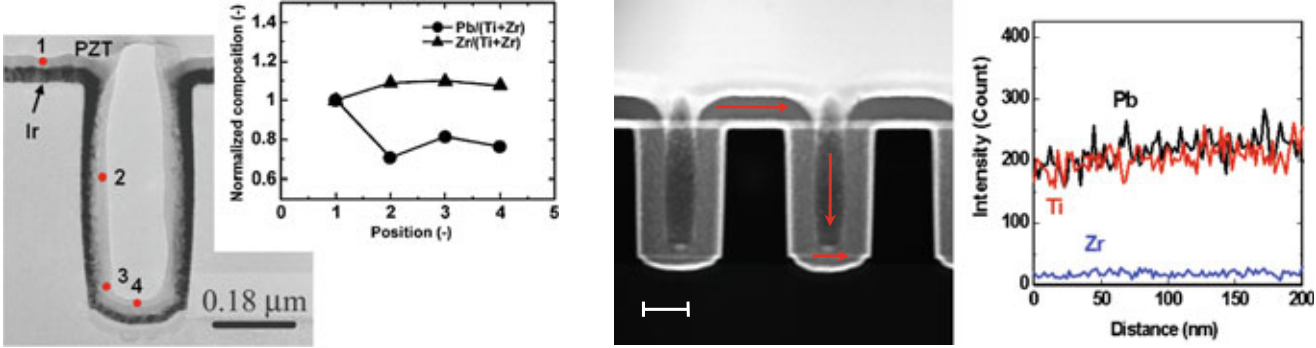 1
PZT
Ir
2
3
4
0.18 μm
Normalized composition (-)
1.4
1.2
1
0.8
0.6
Pb/(Ti+Zr)
Zr/(Ti+Zr)
0 1 2 3 4 5
Position (-)
Intensity (Count)
400
300
200
100
0
Pb
Ti
Zr
0 50 100 150 200
Distance (nm)